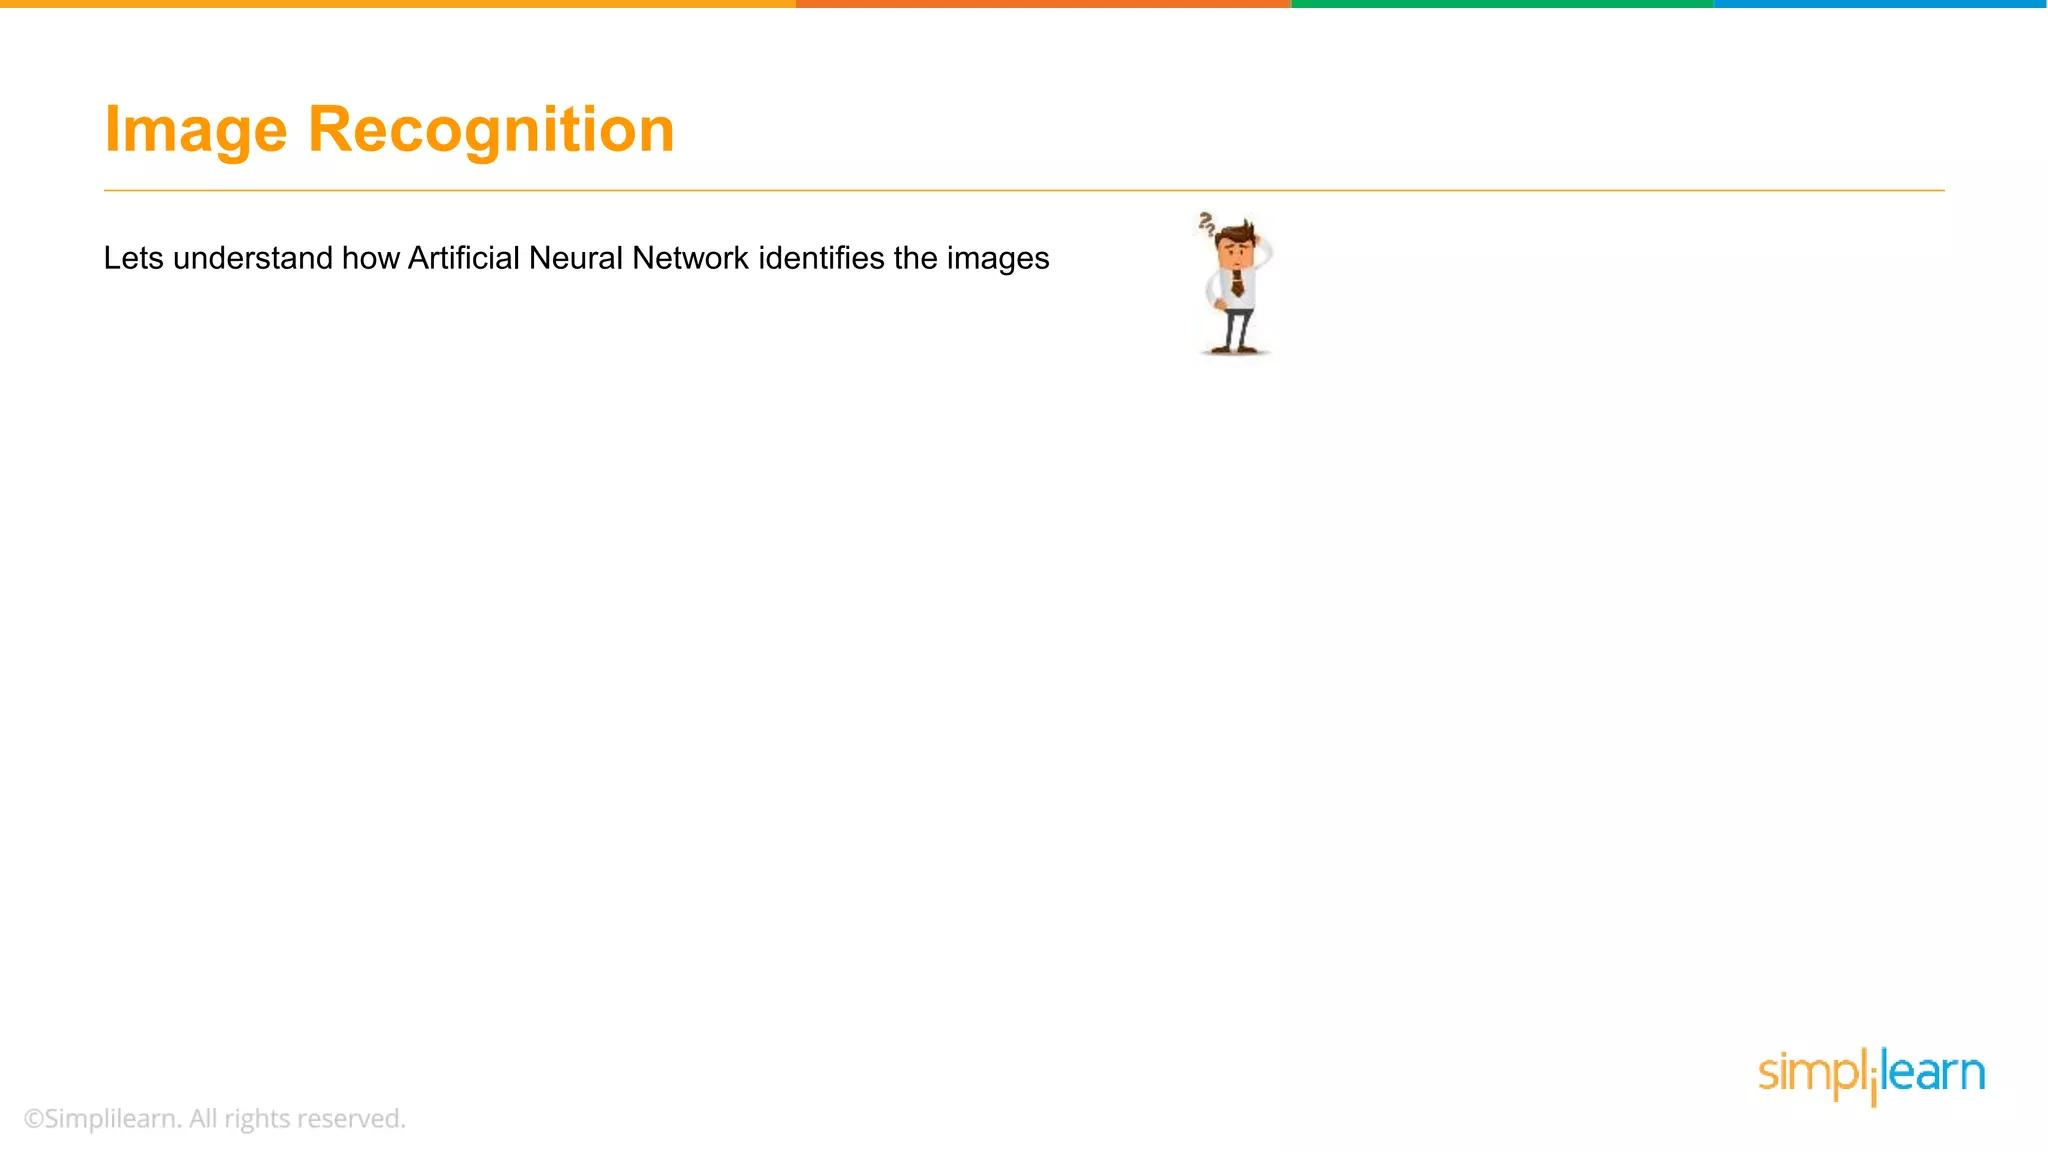 Image Recognition
Lets understand how Artificial Neural Network identifies the images
??
??
simplilearn
©Simplilearn. All rights reserved.